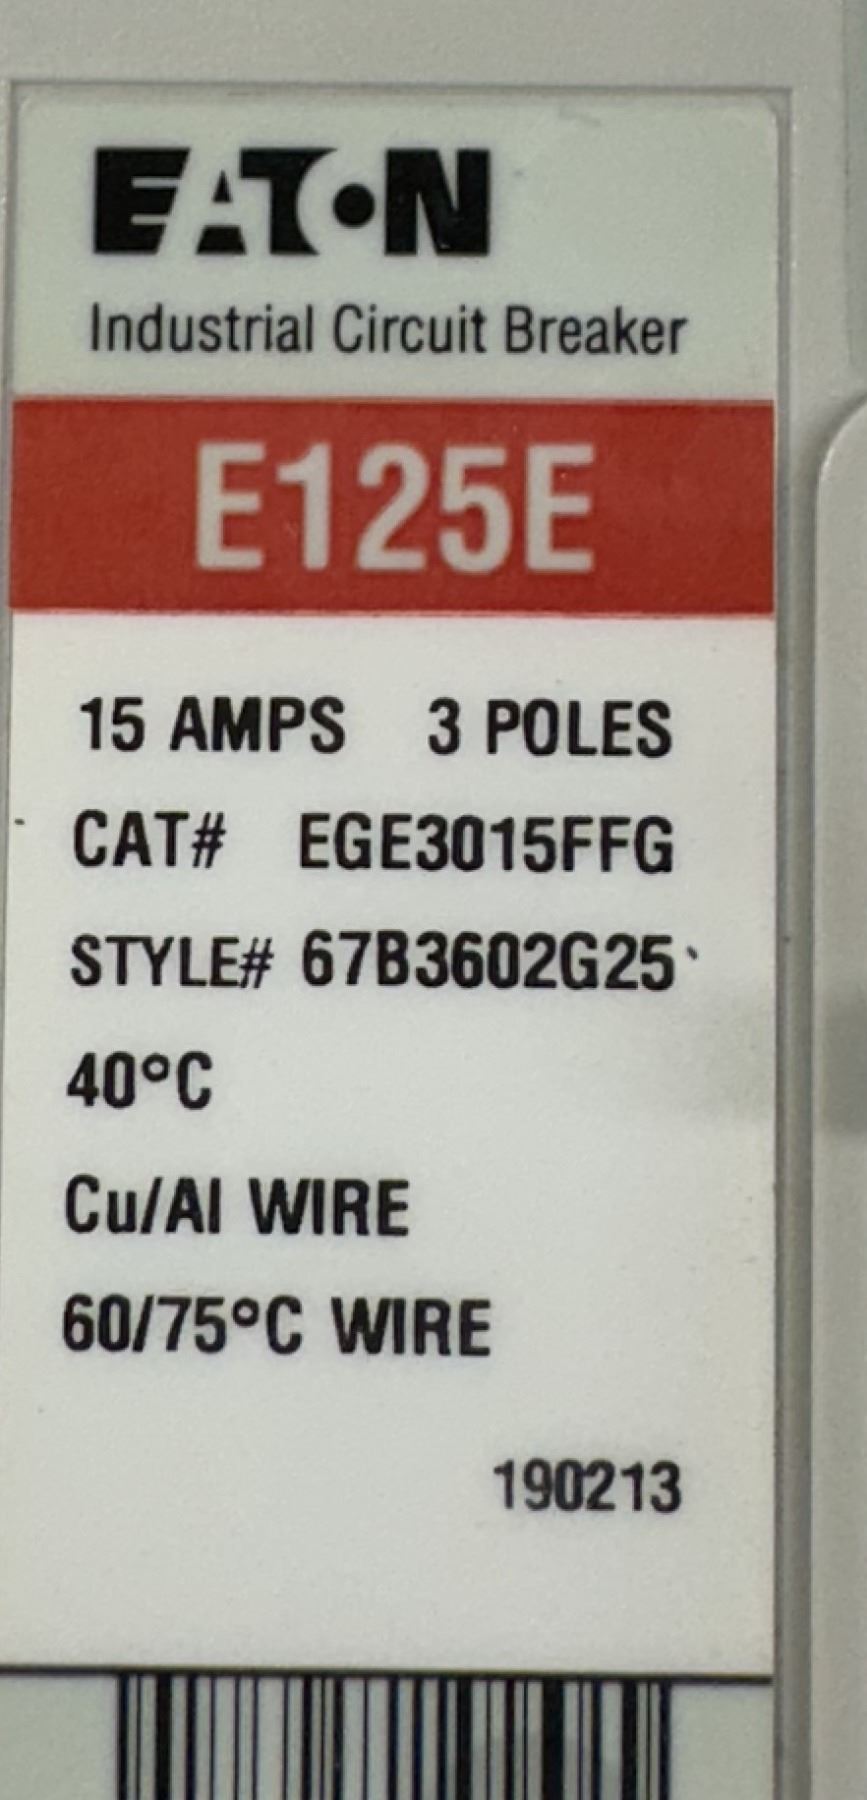 EATON
Industrial Circuit Breaker
E125E
15 AMPS 3 POLES
CAT# EGE3015FFG
STYLE# 67B3602G25
40°C
Cu/Al WIRE
60/75°C WIRE
190213